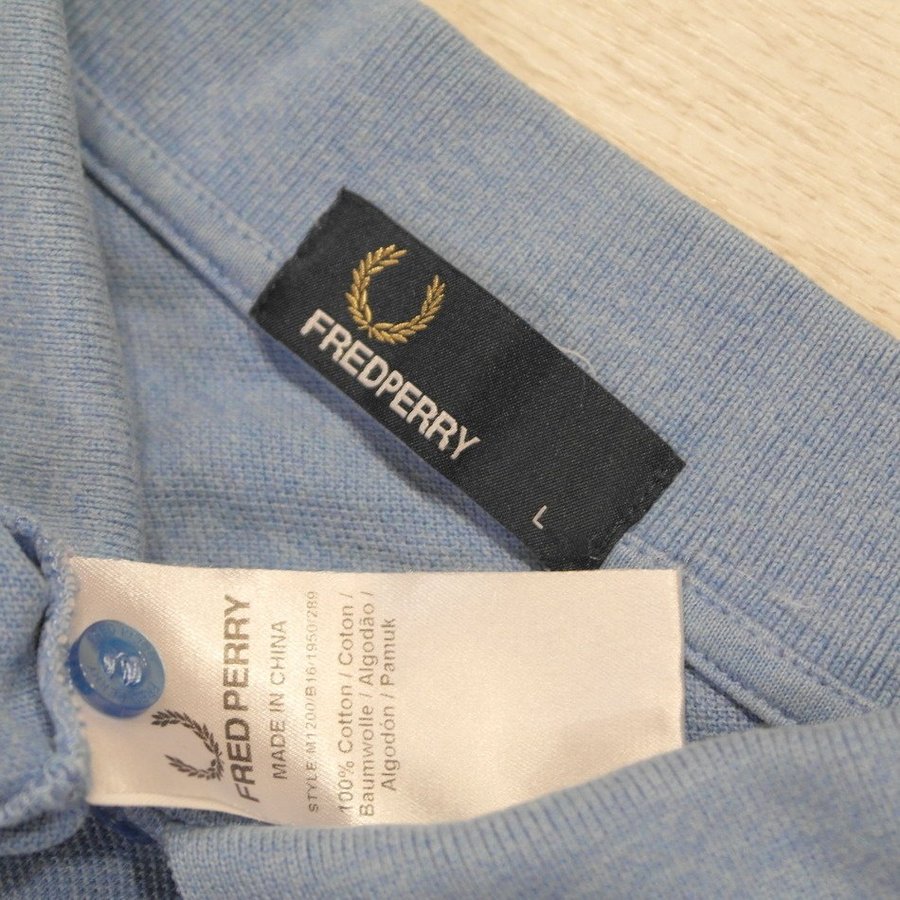 FREDPERRY
L
FRED PERRY
MADE IN CHINA
STYLE:M1200/B16/1950/289
100% Cotton / Coton /
Baumwolle / Algodão /
Algodón / Pamuk